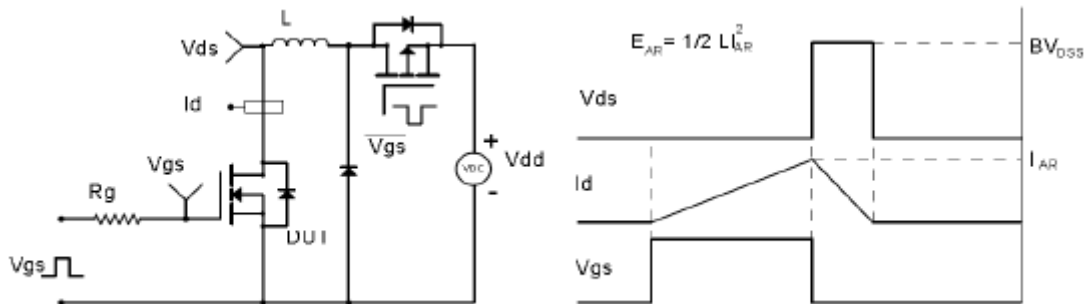 L
Vds
Id
Vgs
Vgs
+
Vdd
VDC
-
Rg
DUT
Vgs
E_AR = 1/2 LI_AR^2
BV_DSS
Vds
I_AR
Id
Vgs